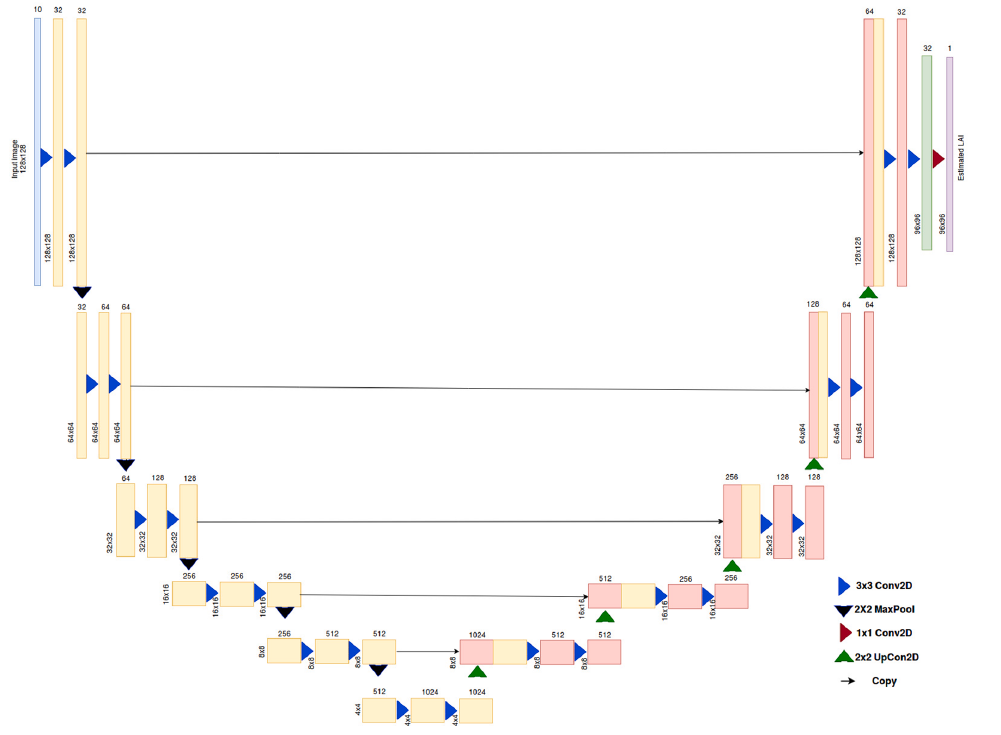 10 32 32
64 32
32 1
Input Image
128x128
128x128
128x128
128x128
128x128
96x96
96x96
Estimated LAI
32 64 64
128 64 64
64x64
64x64
64x64
64x64
64x64
64x64
64 128 128
256 128 128
32x32
32x32
32x32
32x32
32x32
32x32
256 256 256
512 256 256
16x16
16x16
16x16
16x16
16x16
16x16
256 512 512
1024 512 512
8x8
8x8
8x8
8x8
8x8
8x8
512 1024 1024
4x4
4x4
4x4
3x3 Conv2D
2X2 MaxPool
1x1 Conv2D
2x2 UpCon2D
Copy